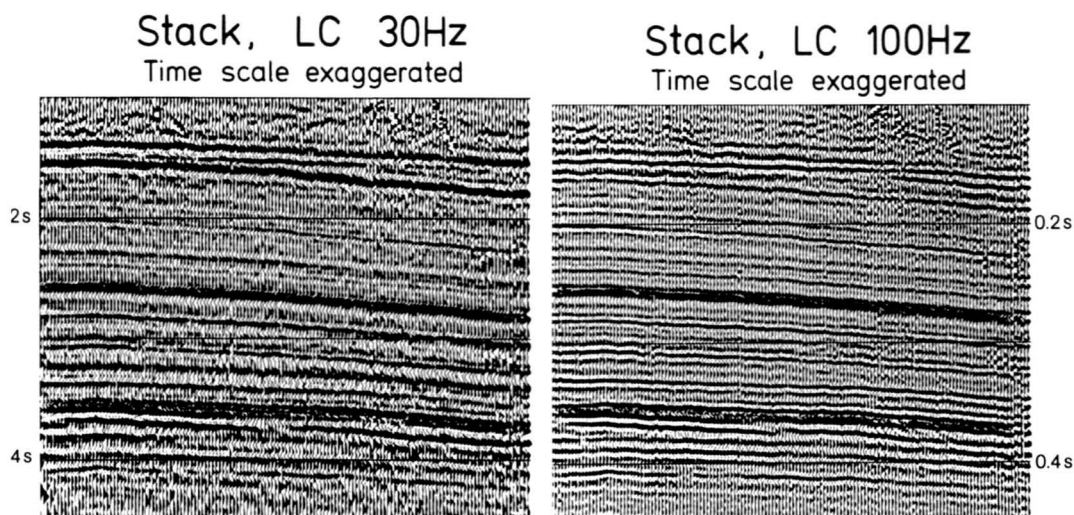 Stack, LC 30Hz
Time scale exaggerated
Stack, LC 100Hz
Time scale exaggerated
2s
4s
0.2s
0.4s